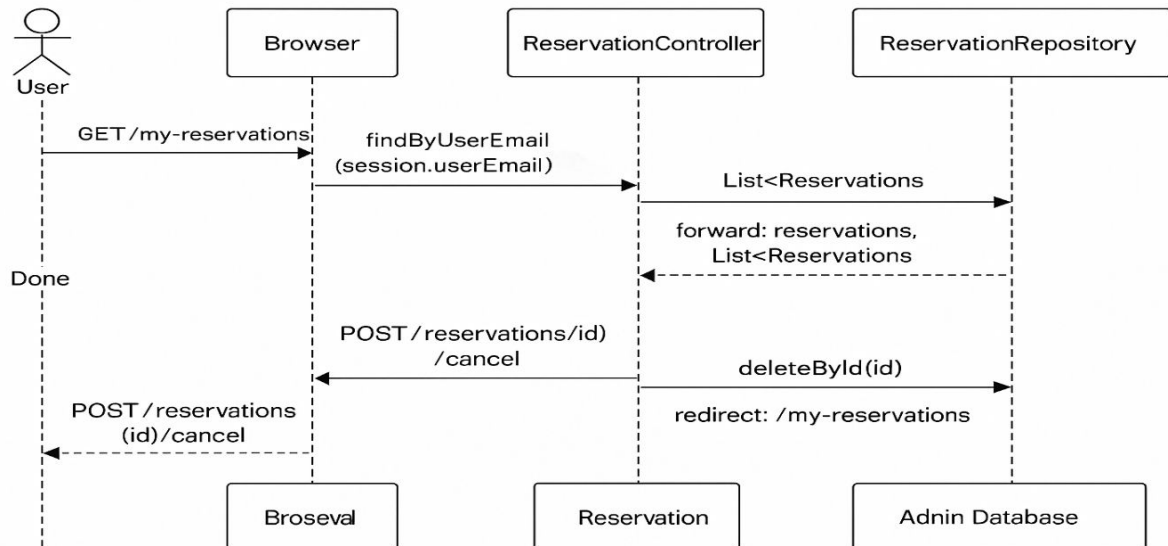 User
Browser
ReservationController
ReservationRepository
GET/my-reservations
findByUserEmail
(session.userEmail)
List<Reservations
forward: reservations,
List<Reservations
Done
POST/reservations/id)
/cancel
deleteById(id)
redirect: /my-reservations
POST/reservations
(id)/cancel
Broseval
Reservation
Adnin Database